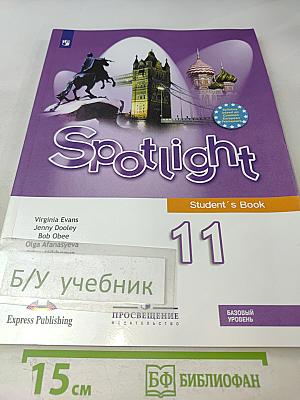 Spotlight
Student's Book
11
Virginia Evans
Jenny Dooley
Bob Obee
Olga Afanasyeva
Б/У учебник
Express Publishing
ПРОСВЕЩЕНИЕ
ИЗДАТЕЛЬСТВО
БАЗОВЫЙ
УРОВЕНЬ
15 см
БФ БИБЛИОФАН